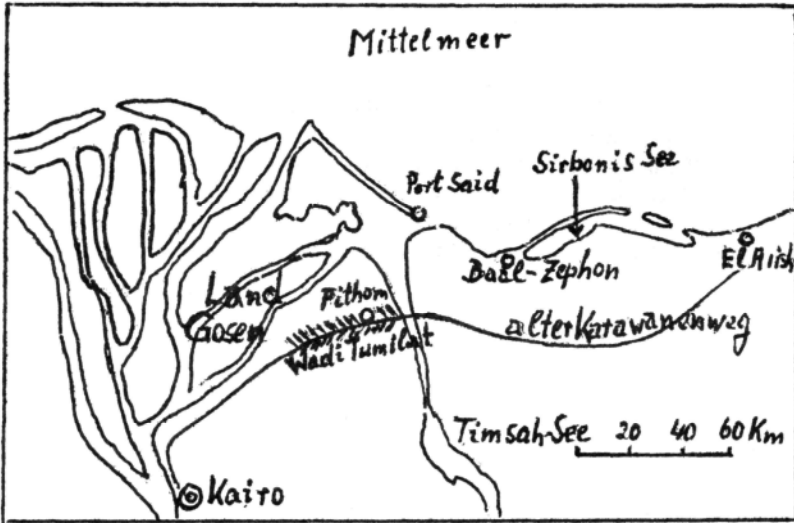 Mittelmeer
Sirbonis See
Port Said
Baal-Zephon
El Arish
Land
Gosen
Pithom
Wadi Tumilat
alter Karawanenweg
Timsah-See
20 40 60 Km
Kairo